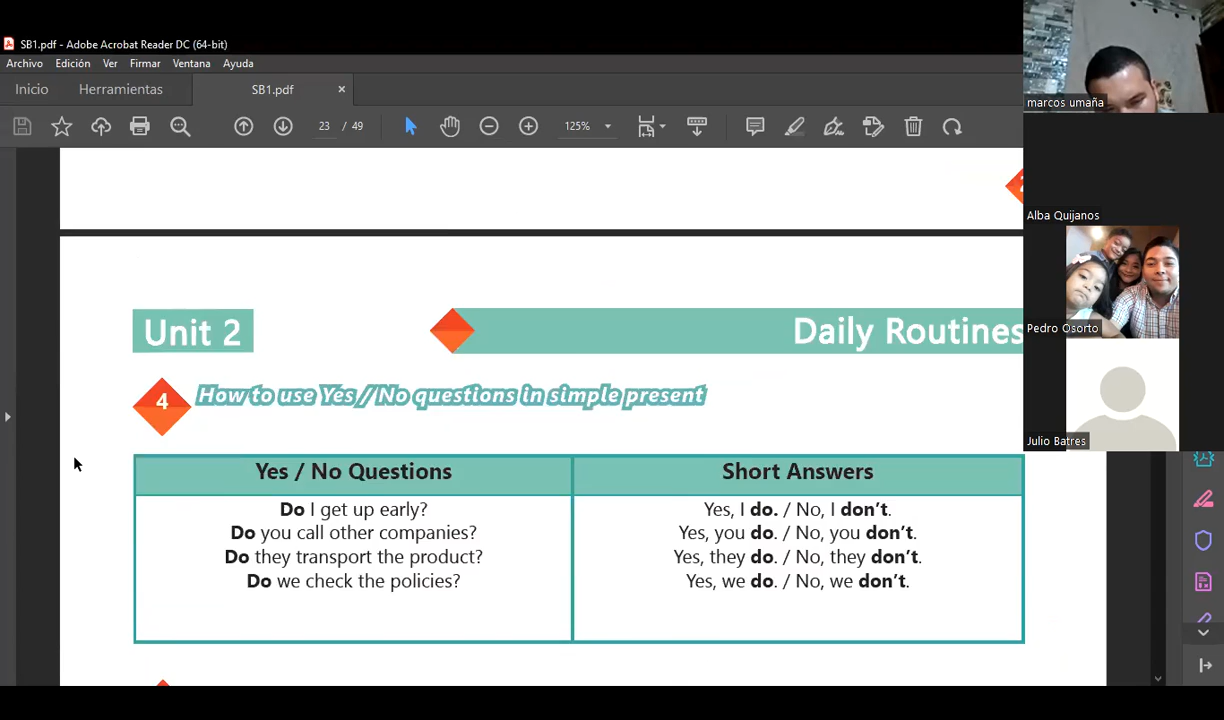 SB1.pdf - Adobe Acrobat Reader DC (64-bit)
Archivo Edición Ver Firmar Ventana Ayuda
Inicio Herramientas SB1.pdf ×
23 / 49 125%
marcos umaña
Alba Quijanos
Pedro Osorto
Julio Batres
Unit 2 Daily Routines
4 How to use Yes / No questions in simple present
Yes / No Questions Short Answers
Do I get up early? Yes, I do. / No, I don't.
Do you call other companies? Yes, you do. / No, you don't.
Do they transport the product? Yes, they do. / No, they don't.
Do we check the policies? Yes, we do. / No, we don't.